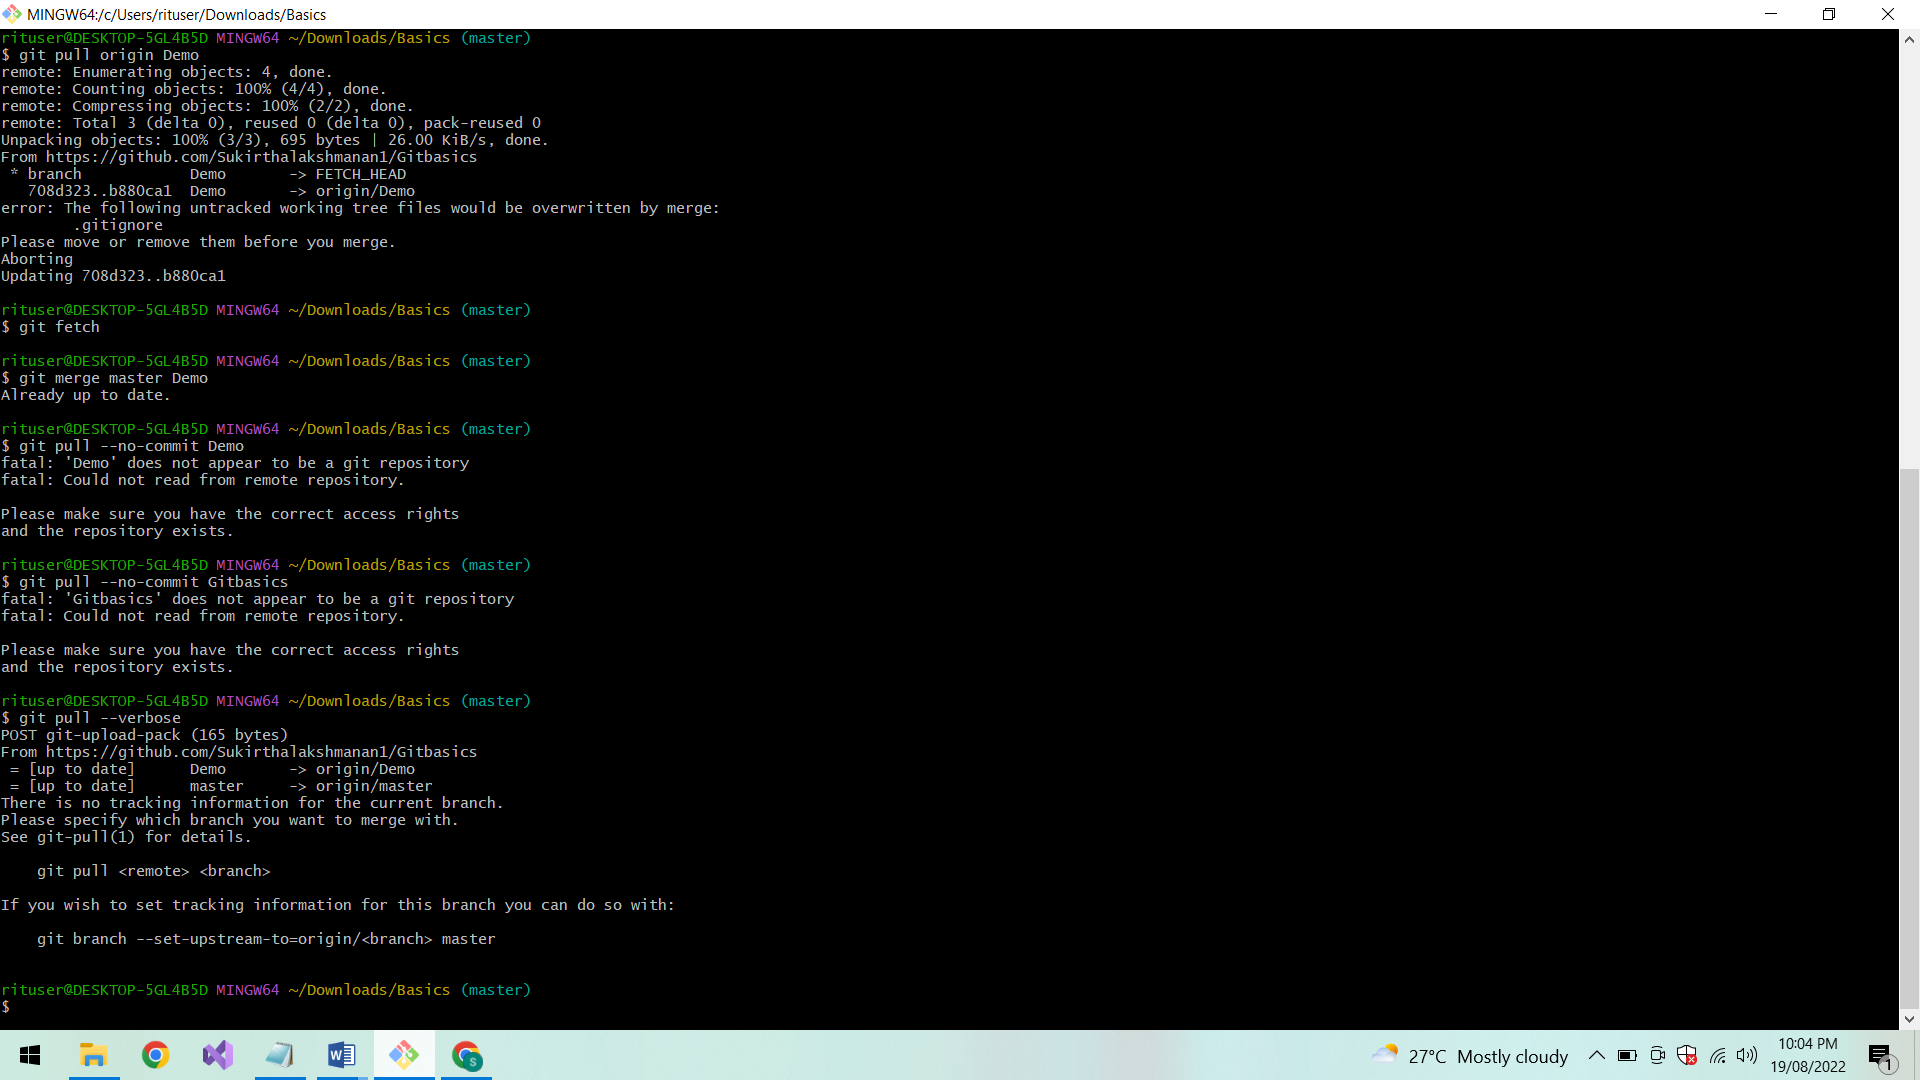 MINGW64:/c/Users/rituser/Downloads/Basics
rituser@DESKTOP-5GL4B5D MINGW64 ~/Downloads/Basics (master)
$ git pull origin Demo
remote: Enumerating objects: 4, done.
remote: Counting objects: 100% (4/4), done.
remote: Compressing objects: 100% (2/2), done.
remote: Total 3 (delta 0), reused 0 (delta 0), pack-reused 0
Unpacking objects: 100% (3/3), 695 bytes | 26.00 KiB/s, done.
From https://github.com/Sukirthalakshmanan1/Gitbasics
 * branch            Demo       -> FETCH_HEAD
   708d323..b880ca1  Demo       -> origin/Demo
error: The following untracked working tree files would be overwritten by merge:
        .gitignore
Please move or remove them before you merge.
Aborting
Updating 708d323..b880ca1
rituser@DESKTOP-5GL4B5D MINGW64 ~/Downloads/Basics (master)
$ git fetch
rituser@DESKTOP-5GL4B5D MINGW64 ~/Downloads/Basics (master)
$ git merge master Demo
Already up to date.
rituser@DESKTOP-5GL4B5D MINGW64 ~/Downloads/Basics (master)
$ git pull --no-commit Demo
fatal: 'Demo' does not appear to be a git repository
fatal: Could not read from remote repository.
Please make sure you have the correct access rights
and the repository exists.
rituser@DESKTOP-5GL4B5D MINGW64 ~/Downloads/Basics (master)
$ git pull --no-commit Gitbasics
fatal: 'Gitbasics' does not appear to be a git repository
fatal: Could not read from remote repository.
Please make sure you have the correct access rights
and the repository exists.
rituser@DESKTOP-5GL4B5D MINGW64 ~/Downloads/Basics (master)
$ git pull --verbose
POST git-upload-pack (165 bytes)
From https://github.com/Sukirthalakshmanan1/Gitbasics
 = [up to date]      Demo       -> origin/Demo
 = [up to date]      master     -> origin/master
There is no tracking information for the current branch.
Please specify which branch you want to merge with.
See git-pull(1) for details.
    git pull <remote> <branch>
If you wish to set tracking information for this branch you can do so with:
    git branch --set-upstream-to=origin/<branch> master
rituser@DESKTOP-5GL4B5D MINGW64 ~/Downloads/Basics (master)
$
27°C Mostly cloudy
10:04 PM
19/08/2022
1
W
S